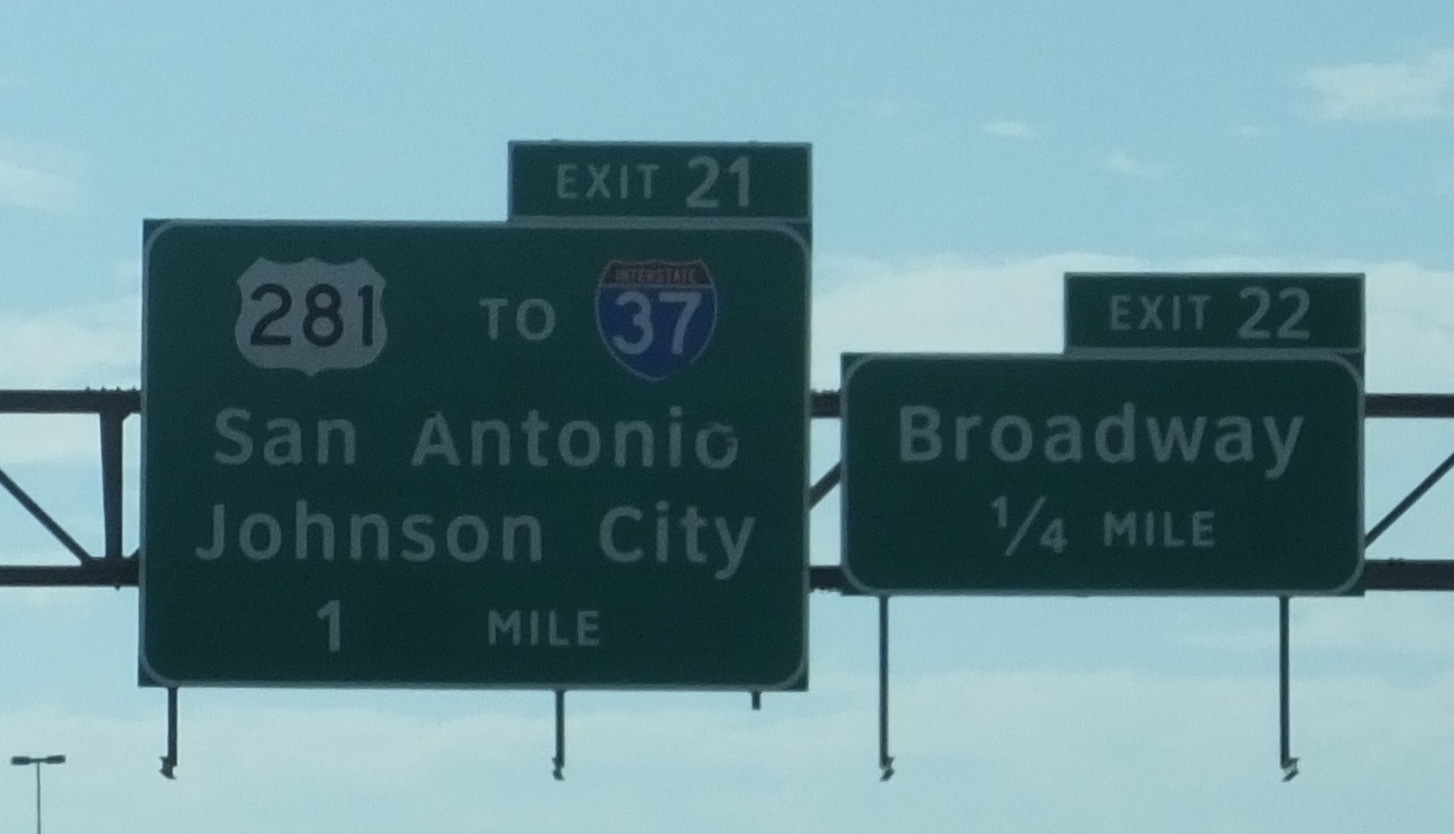 EXIT 21
281 TO INTERSTATE 37
San Antonio
Johnson City
1 MILE
EXIT 22
Broadway
1/4 MILE